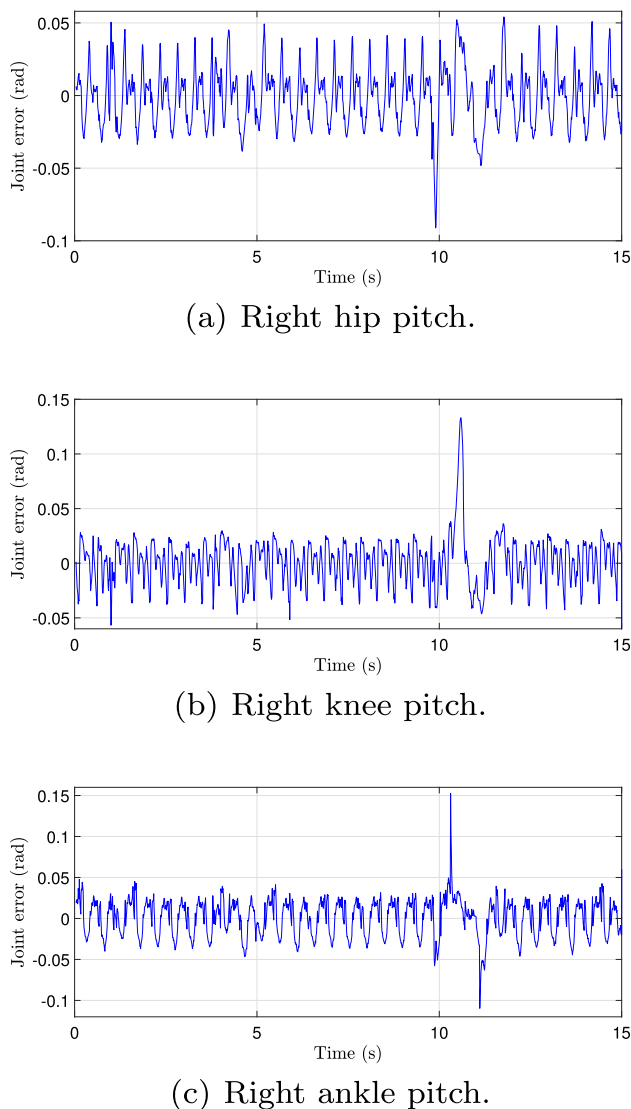 0.05
0
-0.05
-0.1
Joint error (rad)
0 5 10 15
Time (s)
(a) Right hip pitch.
0.15
0.1
0.05
0
-0.05
Joint error (rad)
0 5 10 15
Time (s)
(b) Right knee pitch.
0.15
0.1
0.05
0
-0.05
-0.1
Joint error (rad)
0 5 10 15
Time (s)
(c) Right ankle pitch.